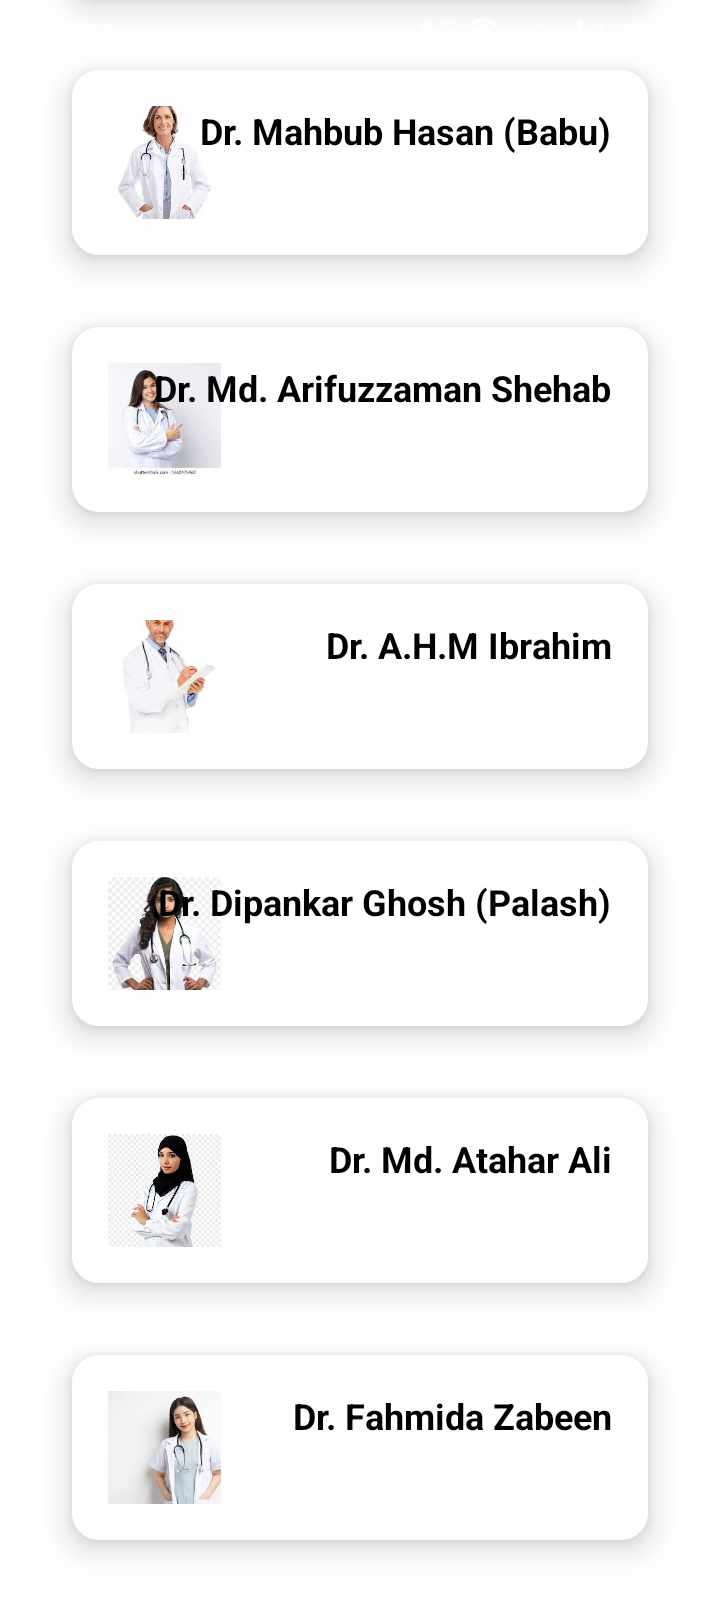 Dr. Mahbub Hasan (Babu)
Dr. Md. Arifuzzaman Shehab
Dr. A.H.M Ibrahim
Dr. Dipankar Ghosh (Palash)
Dr. Md. Atahar Ali
Dr. Fahmida Zabeen